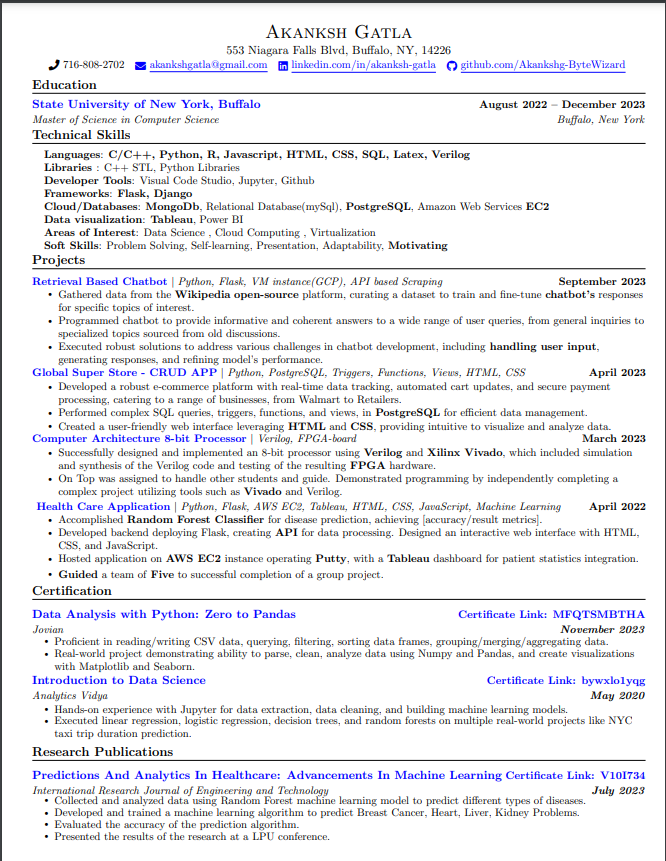 Akanksh Gatla
553 Niagara Falls Blvd, Buffalo, NY, 14226
716-808-2702 akankshgatla@gmail.com linkedin.com/in/akanksh-gatla github.com/Akankshg-ByteWizard
Education
State University of New York, Buffalo August 2022 – December 2023
Master of Science in Computer Science Buffalo, New York
Technical Skills
Languages: C/C++, Python, R, Javascript, HTML, CSS, SQL, Latex, Verilog
Libraries : C++ STL, Python Libraries
Developer Tools: Visual Code Studio, Jupyter, Github
Frameworks: Flask, Django
Cloud/Databases: MongoDb, Relational Database(mySql), PostgreSQL, Amazon Web Services EC2
Data visualization: Tableau, Power BI
Areas of Interest: Data Science , Cloud Computing , Virtualization
Soft Skills: Problem Solving, Self-learning, Presentation, Adaptability, Motivating
Projects
Retrieval Based Chatbot | Python, Flask, VM instance(GCP), API based Scraping September 2023
• Gathered data from the Wikipedia open-source platform, curating a dataset to train and fine-tune chatbot's responses
for specific topics of interest.
• Programmed chatbot to provide informative and coherent answers to a wide range of user queries, from general inquiries to
specialized topics sourced from old discussions.
• Executed robust solutions to address various challenges in chatbot development, including handling user input,
generating responses, and refining model's performance.
Global Super Store - CRUD APP | Python, PostgreSQL, Triggers, Functions, Views, HTML, CSS April 2023
• Developed a robust e-commerce platform with real-time data tracking, automated cart updates, and secure payment
processing, catering to a range of businesses, from Walmart to Retailers.
• Performed complex SQL queries, triggers, functions, and views, in PostgreSQL for efficient data management.
• Created a user-friendly web interface leveraging HTML and CSS, providing intuitive to visualize and analyze data.
Computer Architecture 8-bit Processor | Verilog, FPGA-board March 2023
• Successfully designed and implemented an 8-bit processor using Verilog and Xilinx Vivado, which included simulation
and synthesis of the Verilog code and testing of the resulting FPGA hardware.
• On Top was assigned to handle other students and guide. Demonstrated programming by independently completing a
complex project utilizing tools such as Vivado and Verilog.
Health Care Application | Python, Flask, AWS EC2, Tableau, HTML, CSS, JavaScript, Machine Learning April 2022
• Accomplished Random Forest Classifier for disease prediction, achieving [accuracy/result metrics].
• Developed backend deploying Flask, creating API for data processing. Designed an interactive web interface with HTML,
CSS, and JavaScript.
• Hosted application on AWS EC2 instance operating Putty, with a Tableau dashboard for patient statistics integration.
• Guided a team of Five to successful completion of a group project.
Certification
Data Analysis with Python: Zero to Pandas Certificate Link: MFQTSMBTHA
Jovian November 2023
• Proficient in reading/writing CSV data, querying, filtering, sorting data frames, grouping/merging/aggregating data.
• Real-world project demonstrating ability to parse, clean, analyze data using Numpy and Pandas, and create visualizations
with Matplotlib and Seaborn.
Introduction to Data Science Certificate Link: bywxlo1yqg
Analytics Vidya May 2020
• Hands-on experience with Jupyter for data extraction, data cleaning, and building machine learning models.
• Executed linear regression, logistic regression, decision trees, and random forests on multiple real-world projects like NYC
taxi trip duration prediction.
Research Publications
Predictions And Analytics In Healthcare: Advancements In Machine Learning Certificate Link: V10I734
International Research Journal of Engineering and Technology July 2023
• Collected and analyzed data using Random Forest machine learning model to predict different types of diseases.
• Developed and trained a machine learning algorithm to predict Breast Cancer, Heart, Liver, Kidney Problems.
• Evaluated the accuracy of the prediction algorithm.
• Presented the results of the research at a LPU conference.